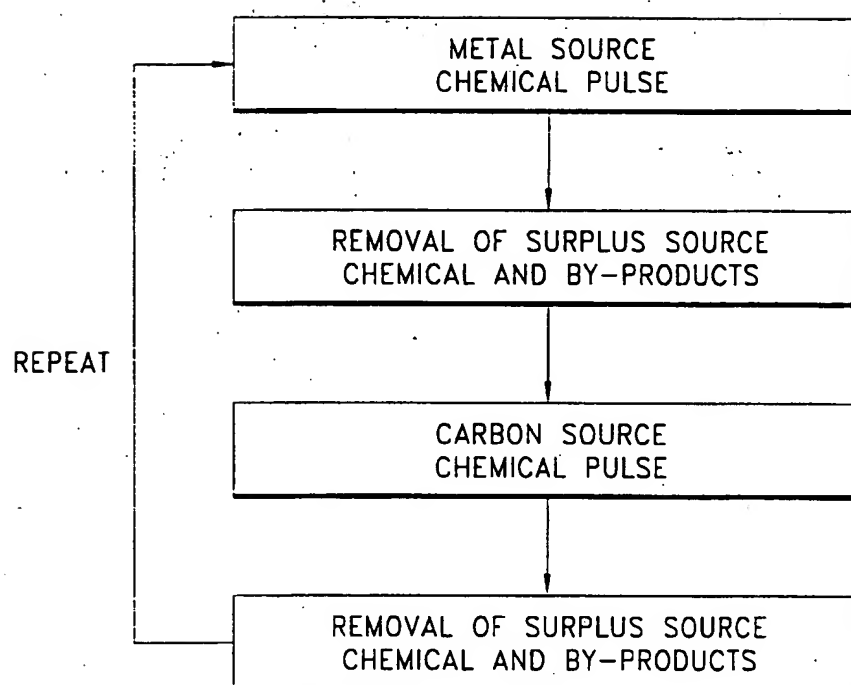 METAL SOURCE
CHEMICAL PULSE
REMOVAL OF SURPLUS SOURCE
CHEMICAL AND BY-PRODUCTS
REPEAT
CARBON SOURCE
CHEMICAL PULSE
REMOVAL OF SURPLUS SOURCE
CHEMICAL AND BY-PRODUCTS